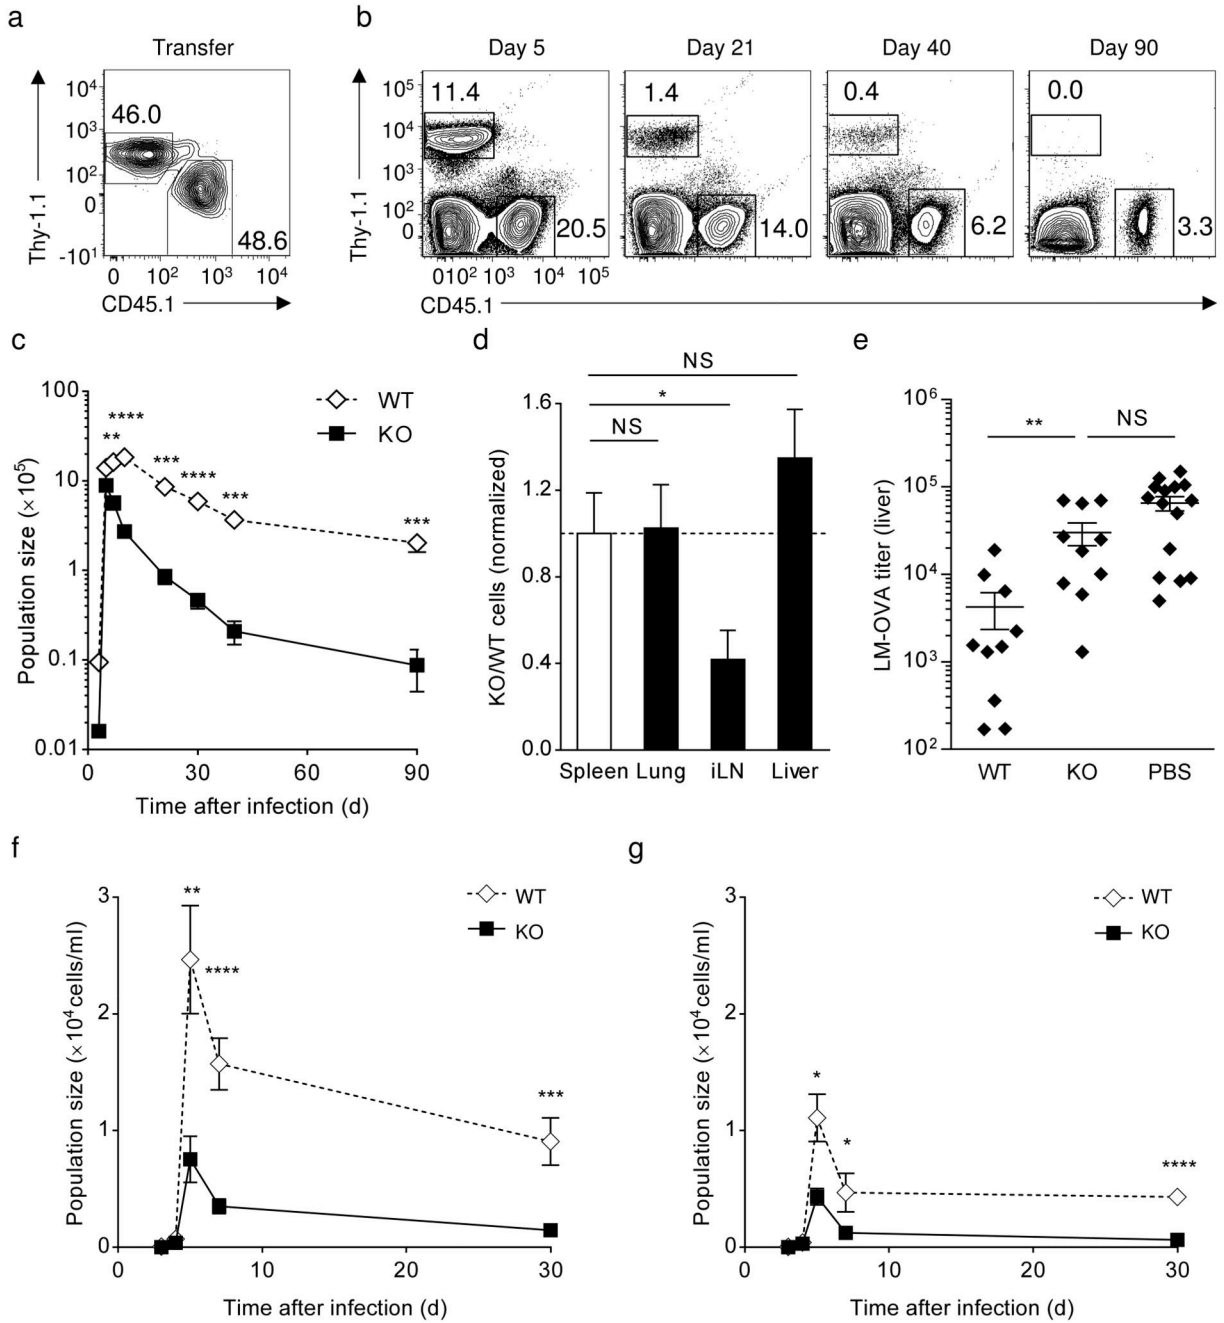 a
Transfer
46.0
48.6
10⁴
10³
10²
0
-10¹
Thy-1.1
0
10²
10³
10⁴
CD45.1
b
Day 5
Day 21
Day 40
Day 90
11.4
1.4
0.4
0.0
20.5
14.0
6.2
3.3
10⁵
10⁴
10³
10²
0
Thy-1.1
010²
10³
10⁴
10⁵
CD45.1
c
Population size (×10⁵)
100
10
1
0.1
0.01
**
****
***
****
***
***
WT
KO
0
30
60
90
Time after infection (d)
d
KO/WT cells (normalized)
1.6
1.2
0.8
0.4
0.0
NS
*
NS
Spleen
Lung
iLN
Liver
e
LM-OVA titer (liver)
10⁶
10⁵
10⁴
10³
10²
**
NS
WT
KO
PBS
f
Population size (×10⁴ cells/ml)
3
2
1
0
**
****
***
WT
KO
0
10
20
30
Time after infection (d)
g
Population size (×10⁴ cells/ml)
3
2
1
0
*
*
****
WT
KO
0
10
20
30
Time after infection (d)